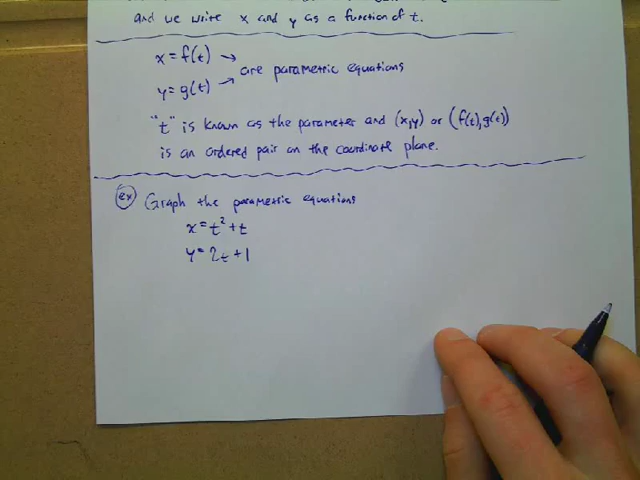 and we write x and y as a function of t.
x = f(t) →
are parametric equations
y = g(t) →
"t" is known as the parameter and (x,y) or (f(t),g(t))
is an ordered pair on the coordinate plane.
ex Graph the parametric equations
x = t² + t
y = 2t + 1